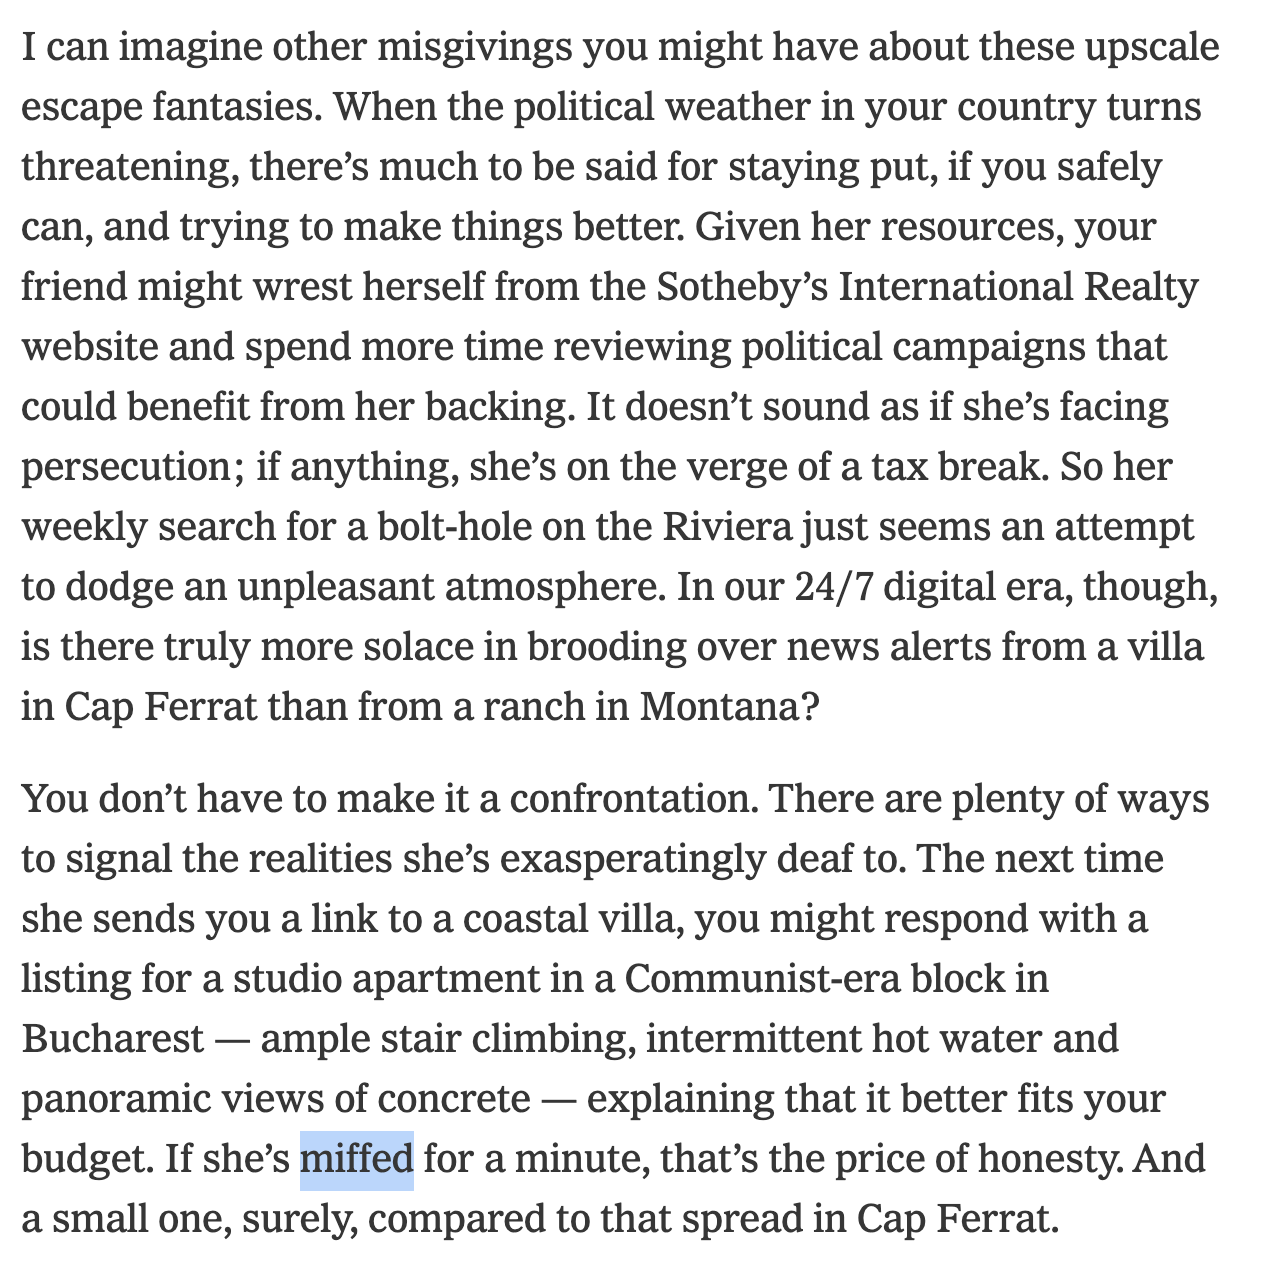 I can imagine other misgivings you might have about these upscale
escape fantasies. When the political weather in your country turns
threatening, there’s much to be said for staying put, if you safely
can, and trying to make things better. Given her resources, your
friend might wrest herself from the Sotheby’s International Realty
website and spend more time reviewing political campaigns that
could benefit from her backing. It doesn’t sound as if she’s facing
persecution; if anything, she’s on the verge of a tax break. So her
weekly search for a bolt-hole on the Riviera just seems an attempt
to dodge an unpleasant atmosphere. In our 24/7 digital era, though,
is there truly more solace in brooding over news alerts from a villa
in Cap Ferrat than from a ranch in Montana?
You don’t have to make it a confrontation. There are plenty of ways
to signal the realities she’s exasperatingly deaf to. The next time
she sends you a link to a coastal villa, you might respond with a
listing for a studio apartment in a Communist-era block in
Bucharest — ample stair climbing, intermittent hot water and
panoramic views of concrete — explaining that it better fits your
budget. If she’s miffed for a minute, that’s the price of honesty. And
a small one, surely, compared to that spread in Cap Ferrat.